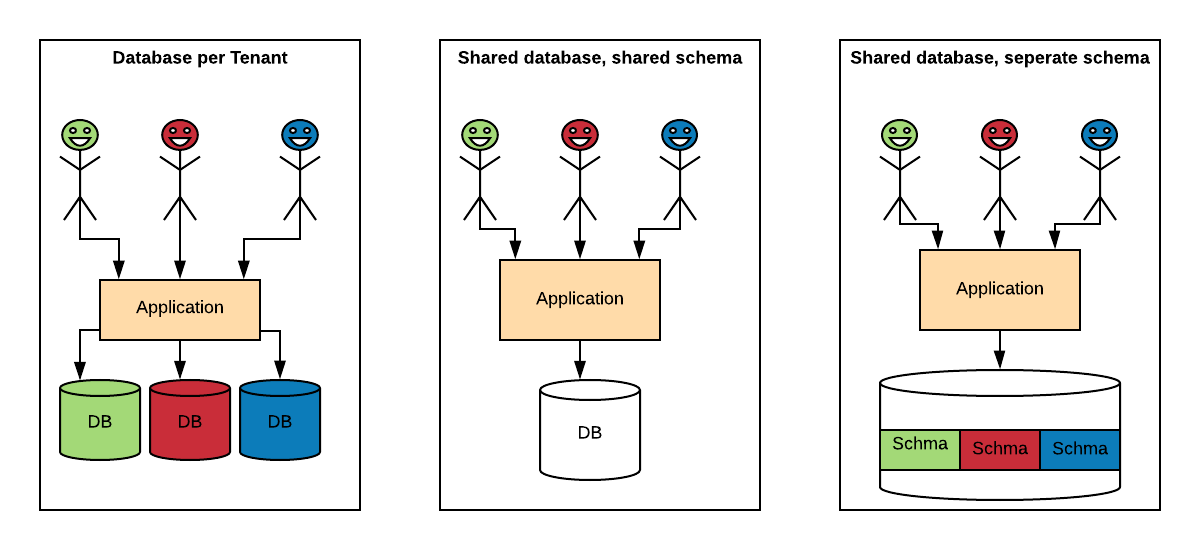 Database per Tenant
Application
DB
DB
DB
Shared database, shared schema
Application
DB
Shared database, seperate schema
Application
Schma
Schma
Schma